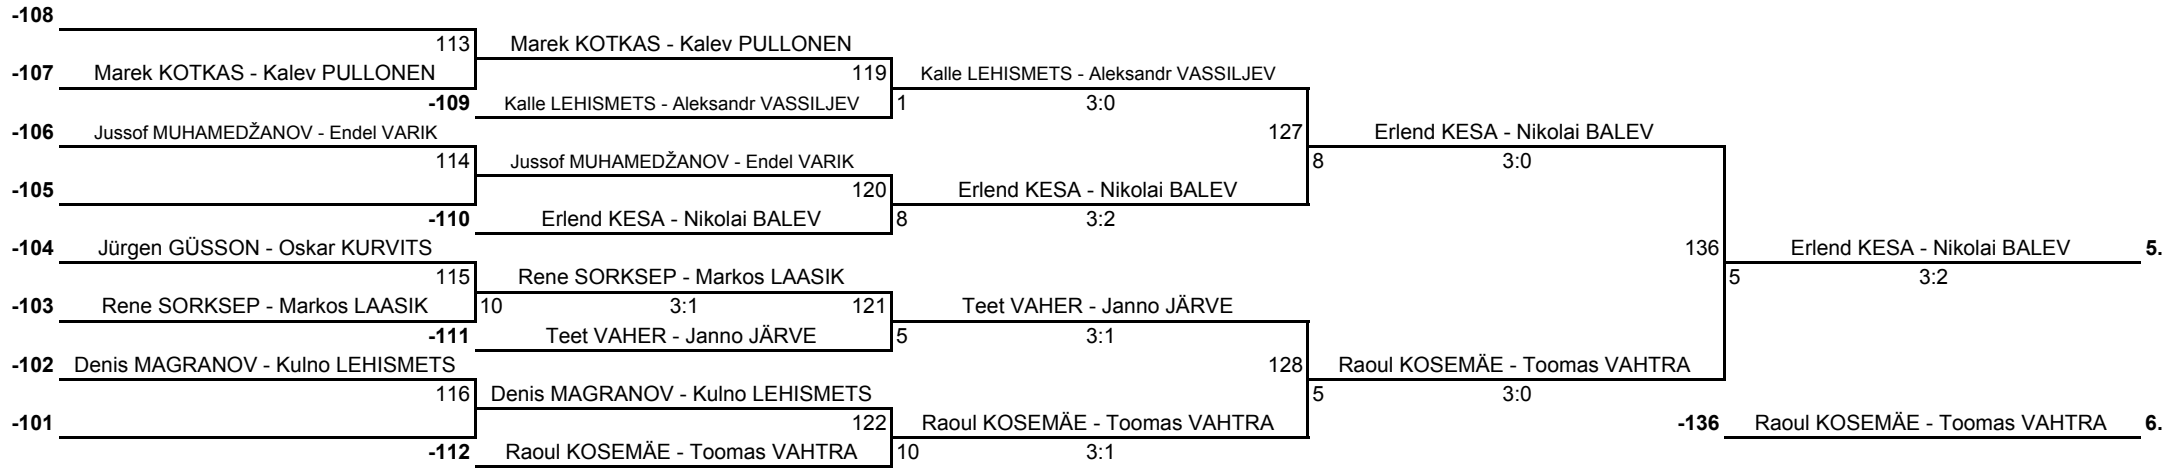 -108
113 Marek KOTKAS - Kalev PULLONEN
-107 Marek KOTKAS - Kalev PULLONEN 119 Kalle LEHISMETS - Aleksandr VASSILJEV
-109 Kalle LEHISMETS - Aleksandr VASSILJEV 1 3:0
-106 Jussof MUHAMEDŽANOV - Endel VARIK 127 Erlend KESA - Nikolai BALEV
114 Jussof MUHAMEDŽANOV - Endel VARIK 8 3:0
-105 120 Erlend KESA - Nikolai BALEV
-110 Erlend KESA - Nikolai BALEV 8 3:2
-104 Jürgen GÜSSON - Oskar KURVITS 136 Erlend KESA - Nikolai BALEV 5.
115 Rene SORKSEP - Markos LAASIK 5 3:2
-103 Rene SORKSEP - Markos LAASIK 10 3:1 121 Teet VAHER - Janno JÄRVE
-111 Teet VAHER - Janno JÄRVE 5 3:1
-102 Denis MAGRANOV - Kulno LEHISMETS 128 Raoul KOSEMÄE - Toomas VAHTRA
116 Denis MAGRANOV - Kulno LEHISMETS 5 3:0
-101 122 Raoul KOSEMÄE - Toomas VAHTRA -136 Raoul KOSEMÄE - Toomas VAHTRA 6.
-112 Raoul KOSEMÄE - Toomas VAHTRA 10 3:1